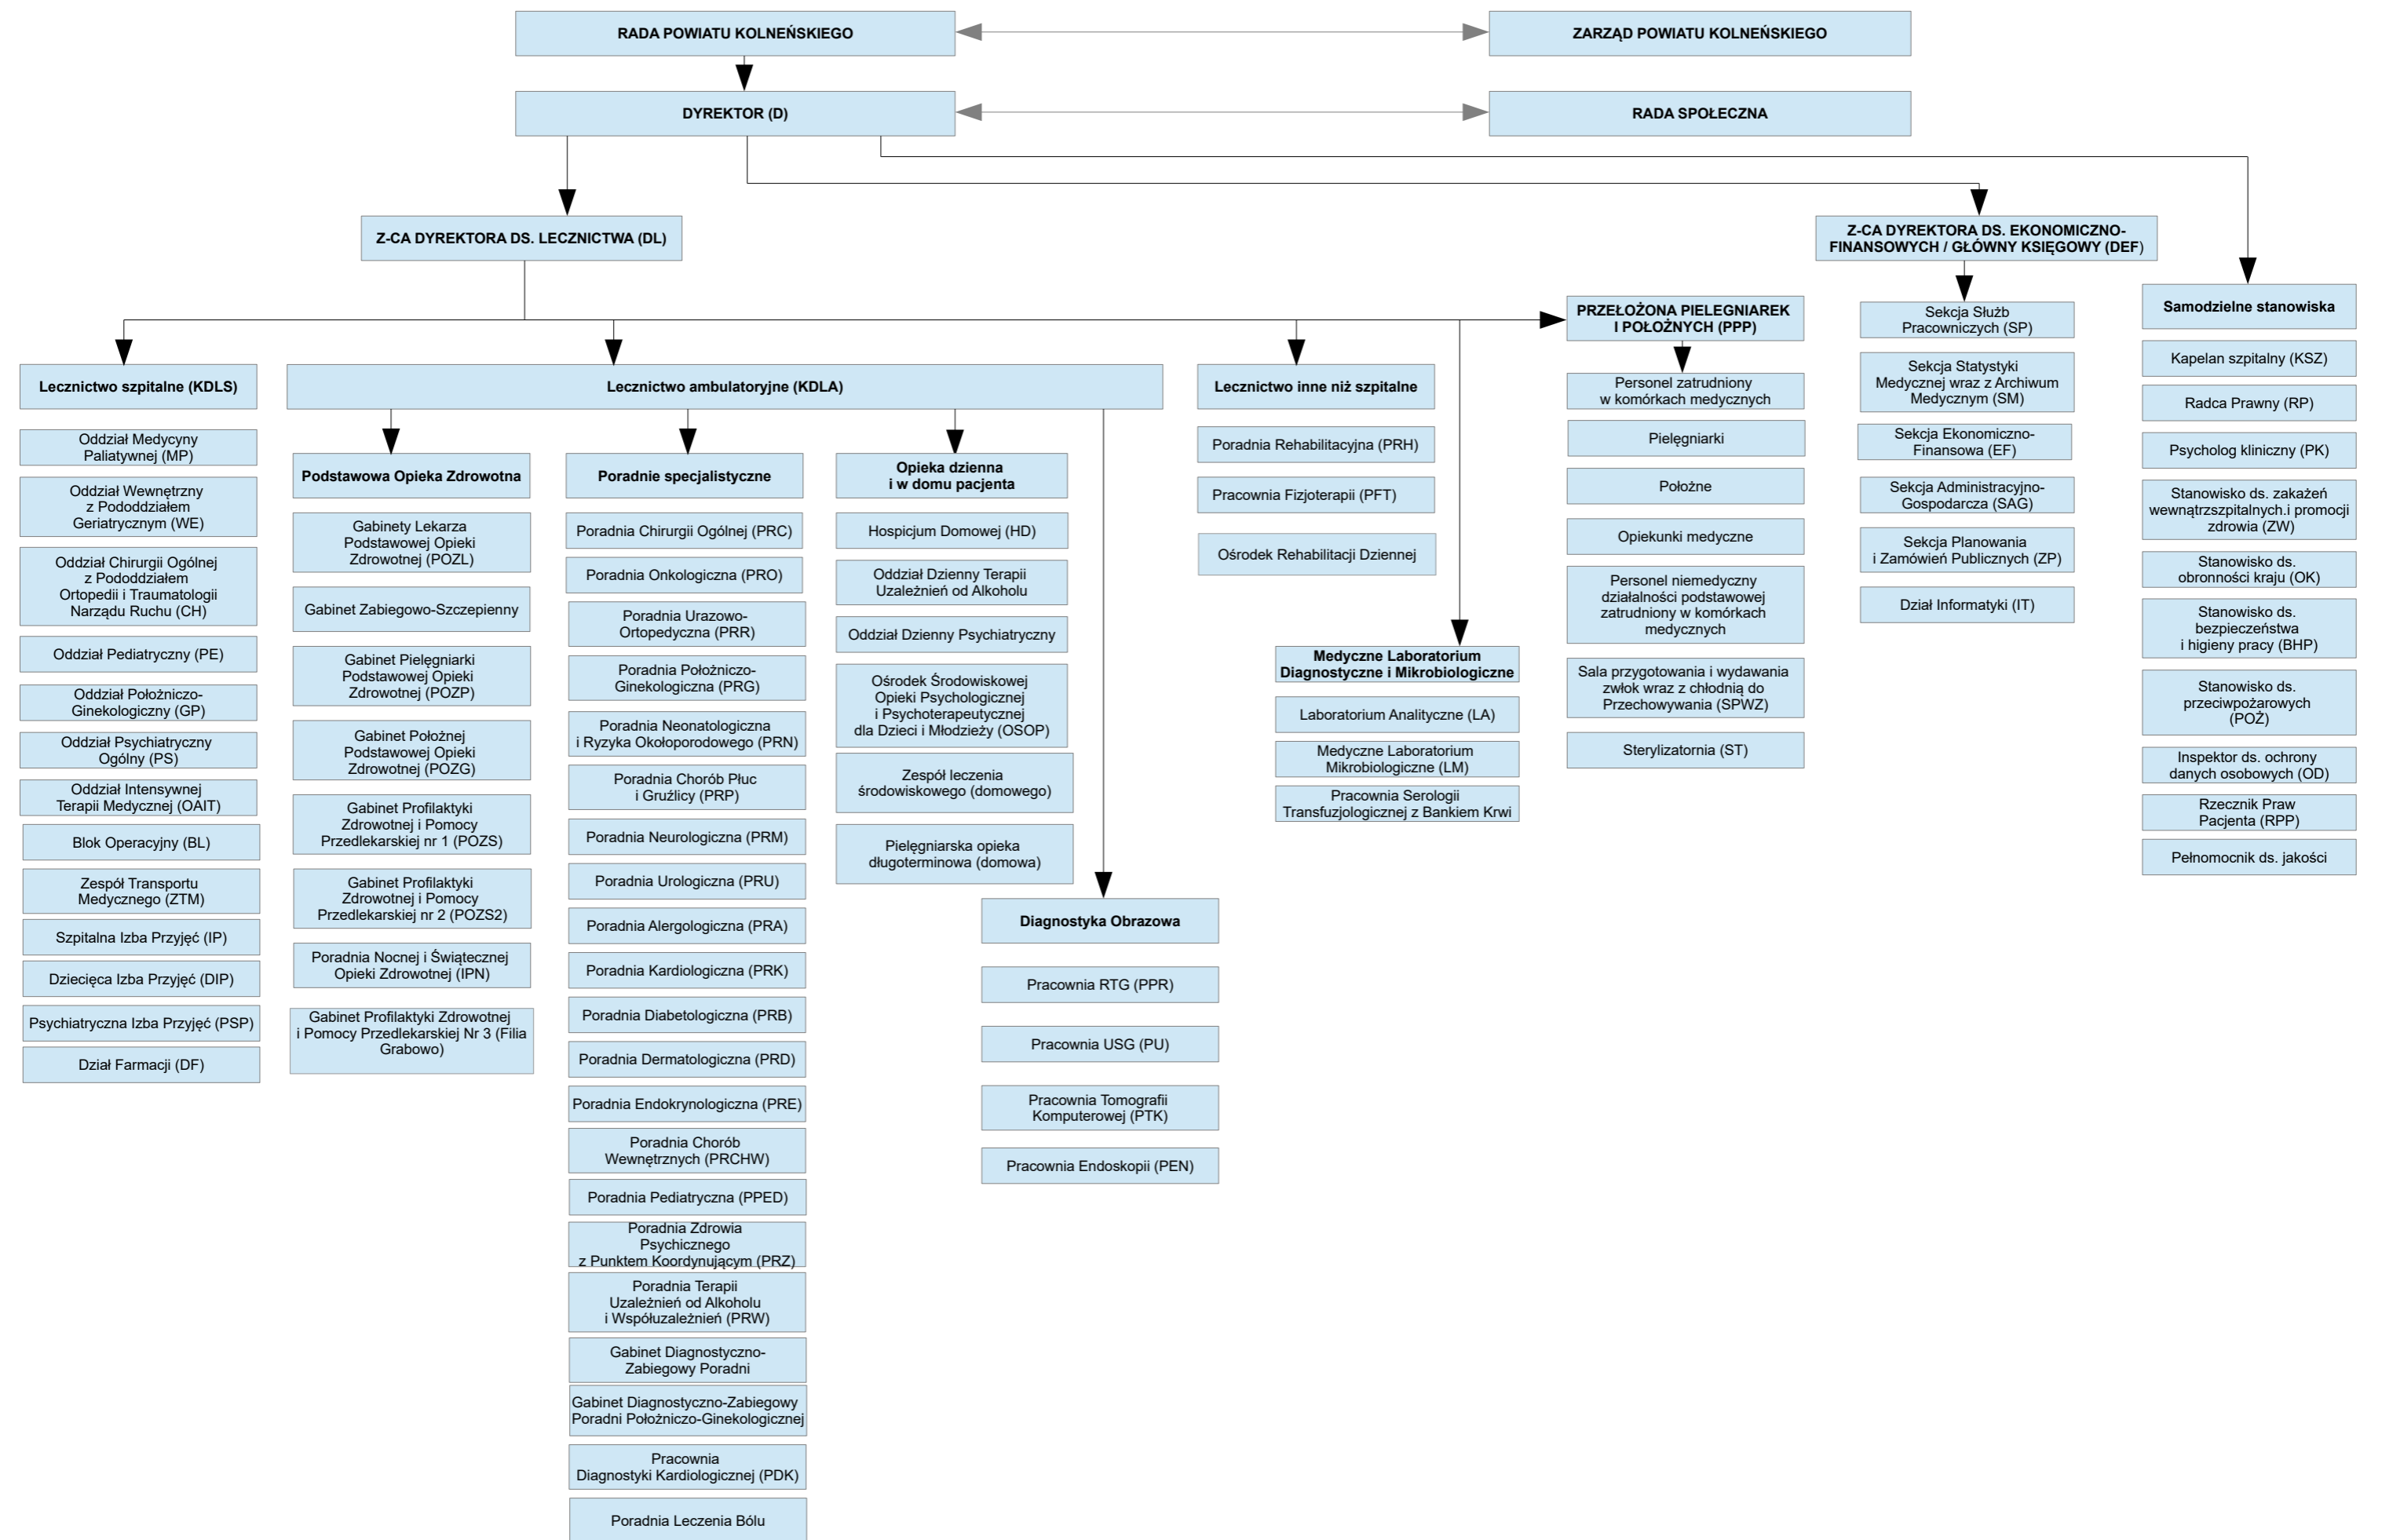 RADA POWIATU KOLNEŃSKIEGO
ZARZĄD POWIATU KOLNEŃSKIEGO
DYREKTOR (D)
RADA SPOŁECZNA
Z-CA DYREKTORA DS. LECZNICTWA (DL)
Z-CA DYREKTORA DS. EKONOMICZNO-
FINANSOWYCH / GŁÓWNY KSIĘGOWY (DEF)
Lecznictwo szpitalne (KDLS)
Oddział Medycyny
Paliatywnej (MP)
Oddział Wewnętrzny
z Pododdziałem
Geriatrycznym (WE)
Oddział Chirurgii Ogólnej
z Pododdziałem
Ortopedii i Traumatologii
Narządu Ruchu (CH)
Oddział Pediatryczny (PE)
Oddział Położniczo-
Ginekologiczny (GP)
Oddział Psychiatryczny
Ogólny (PS)
Oddział Intensywnej
Terapii Medycznej (OAIT)
Blok Operacyjny (BL)
Zespół Transportu
Medycznego (ZTM)
Szpitalna Izba Przyjęć (IP)
Dziecięca Izba Przyjęć (DIP)
Psychiatryczna Izba Przyjęć (PSP)
Dział Farmacji (DF)
Lecznictwo ambulatoryjne (KDLA)
Podstawowa Opieka Zdrowotna
Gabinety Lekarza
Podstawowej Opieki
Zdrowotnej (POZL)
Gabinet Zabiegowo-Szczepienny
Gabinet Pielęgniarki
Podstawowej Opieki
Zdrowotnej (POZP)
Gabinet Położnej
Podstawowej Opieki
Zdrowotnej (POZG)
Gabinet Profilaktyki
Zdrowotnej i Pomocy
Przedlekarskiej nr 1 (POZS)
Gabinet Profilaktyki
Zdrowotnej i Pomocy
Przedlekarskiej nr 2 (POZS2)
Poradnia Nocnej i Świątecznej
Opieki Zdrowotnej (IPN)
Gabinet Profilaktyki Zdrowotnej
i Pomocy Przedlekarskiej Nr 3 (Filia
Grabowo)
Poradnie specjalistyczne
Poradnia Chirurgii Ogólnej (PRC)
Poradnia Onkologiczna (PRO)
Poradnia Urazowo-
Ortopedyczna (PRR)
Poradnia Położniczo-
Ginekologiczna (PRG)
Poradnia Neonatologiczna
i Ryzyka Okołoporodowego (PRN)
Poradnia Chorób Płuc
i Gruźlicy (PRP)
Poradnia Neurologiczna (PRM)
Poradnia Urologiczna (PRU)
Poradnia Alergologiczna (PRA)
Poradnia Kardiologiczna (PRK)
Poradnia Diabetologiczna (PRB)
Poradnia Dermatologiczna (PRD)
Poradnia Endokrynologiczna (PRE)
Poradnia Chorób
Wewnętrznych (PRCHW)
Poradnia Pediatryczna (PPED)
Poradnia Zdrowia
Psychicznego
z Punktem Koordynującym (PRZ)
Poradnia Terapii
Uzależnień od Alkoholu
i Współuzależnień (PRW)
Gabinet Diagnostyczno-
Zabiegowy Poradni
Gabinet Diagnostyczno-Zabiegowy
Poradni Położniczo-Ginekologicznej
Pracownia
Diagnostyki Kardiologicznej (PDK)
Poradnia Leczenia Bólu
Opieka dzienna
i w domu pacjenta
Hospicjum Domowej (HD)
Oddział Dzienny Terapii
Uzależnień od Alkoholu
Oddział Dzienny Psychiatryczny
Ośrodek Środowiskowej
Opieki Psychologicznej
i Psychoterapeutycznej
dla Dzieci i Młodzieży (OSOP)
Zespół leczenia
środowiskowego (domowego)
Pielęgniarska opieka
długoterminowa (domowa)
Diagnostyka Obrazowa
Pracownia RTG (PPR)
Pracownia USG (PU)
Pracownia Tomografii
Komputerowej (PTK)
Pracownia Endoskopii (PEN)
Lecznictwo inne niż szpitalne
Poradnia Rehabilitacyjna (PRH)
Pracownia Fizjoterapii (PFT)
Ośrodek Rehabilitacji Dziennej
Medyczne Laboratorium
Diagnostyczne i Mikrobiologiczne
Laboratorium Analityczne (LA)
Medyczne Laboratorium
Mikrobiologiczne (LM)
Pracownia Serologii
Transfuzjologicznej z Bankiem Krwi
PRZEŁOŻONA PIELEGNIAREK
I POŁOŻNYCH (PPP)
Personel zatrudniony
w komórkach medycznych
Pielęgniarki
Położne
Opiekunki medyczne
Personel niemedyczny
działalności podstawowej
zatrudniony w komórkach
medycznych
Sala przygotowania i wydawania
zwłok wraz z chłodnią do
Przechowywania (SPWZ)
Sterylizatornia (ST)
Sekcja Służb
Pracowniczych (SP)
Sekcja Statystyki
Medycznej wraz z Archiwum
Medycznym (SM)
Sekcja Ekonomiczno-
Finansowa (EF)
Sekcja Administracyjno-
Gospodarcza (SAG)
Sekcja Planowania
i Zamówień Publicznych (ZP)
Dział Informatyki (IT)
Samodzielne stanowiska
Kapelan szpitalny (KSZ)
Radca Prawny (RP)
Psycholog kliniczny (PK)
Stanowisko ds. zakażeń
wewnątrzszpitalnych.i promocji
zdrowia (ZW)
Stanowisko ds.
obronności kraju (OK)
Stanowisko ds.
bezpieczeństwa
i higieny pracy (BHP)
Stanowisko ds.
przeciwpożarowych
(POŻ)
Inspektor ds. ochrony
danych osobowych (OD)
Rzecznik Praw
Pacjenta (RPP)
Pełnomocnik ds. jakości